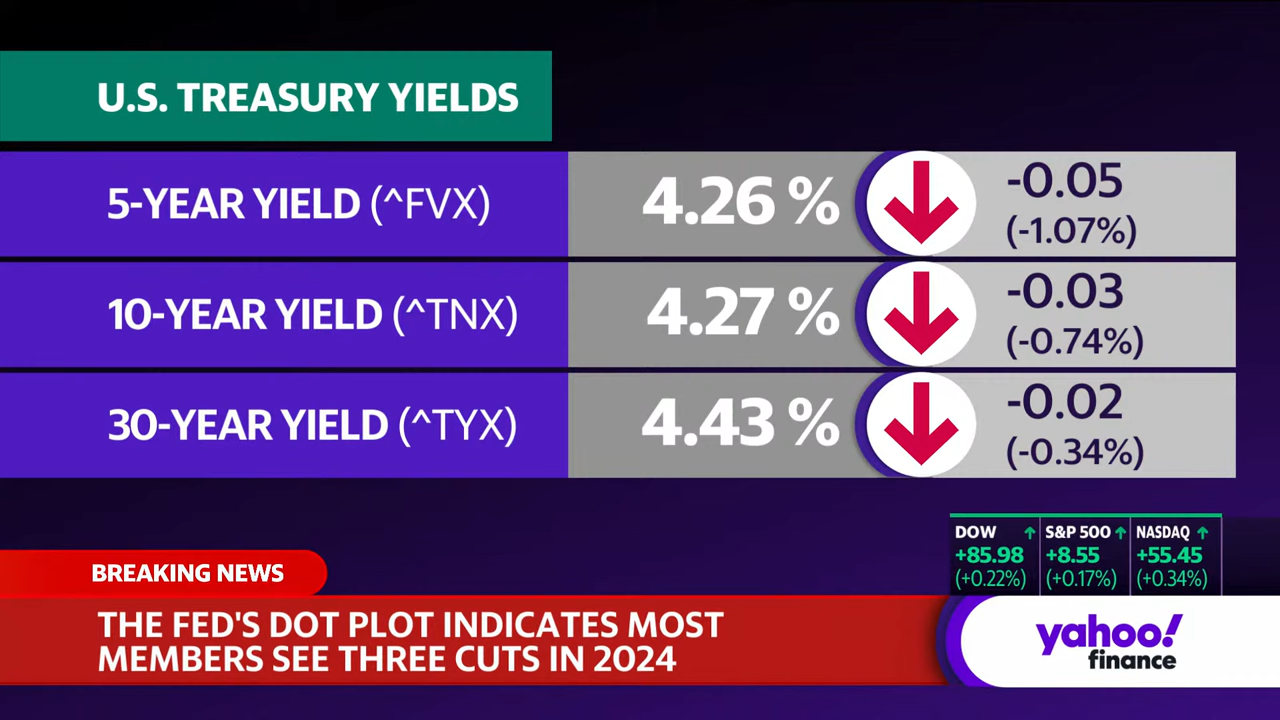 U.S. TREASURY YIELDS
5-YEAR YIELD (^FVX) 4.26 % -0.05
(-1.07%)
10-YEAR YIELD (^TNX) 4.27 % -0.03
(-0.74%)
30-YEAR YIELD (^TYX) 4.43 % -0.02
(-0.34%)
DOW S&P 500 NASDAQ
+85.98 +8.55 +55.45
(+0.22%) (+0.17%) (+0.34%)
BREAKING NEWS
THE FED'S DOT PLOT INDICATES MOST
MEMBERS SEE THREE CUTS IN 2024
yahoo!
finance